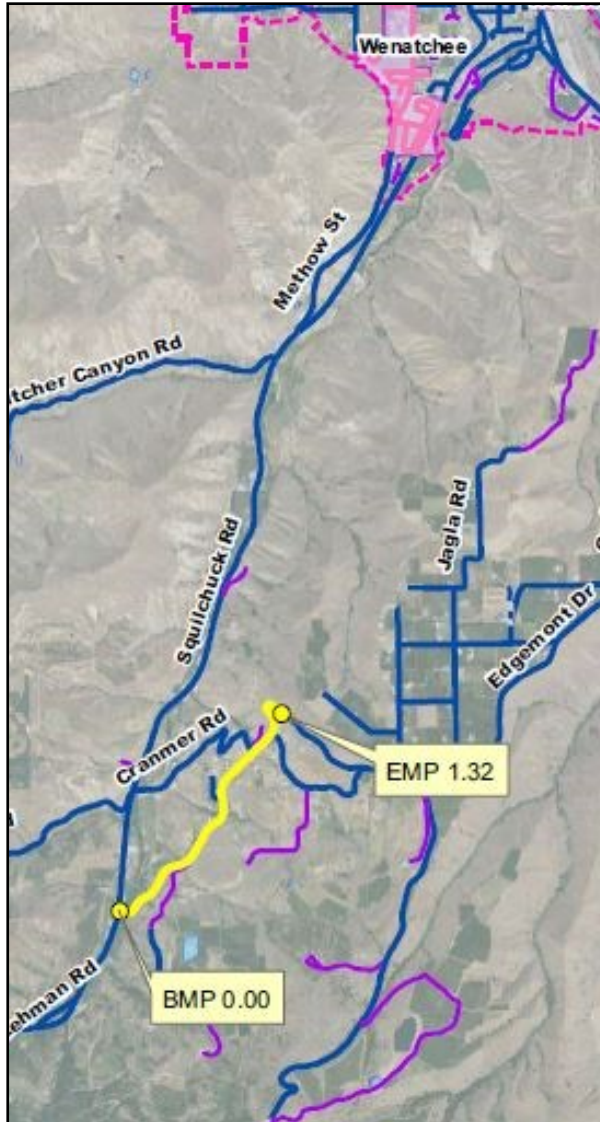 Wenatchee
Methow St
tcher Canyon Rd
Jagla Rd
Squilchuck Rd
Edgemont Dr
Cranmer Rd
EMP 1.32
ehman Rd
BMP 0.00